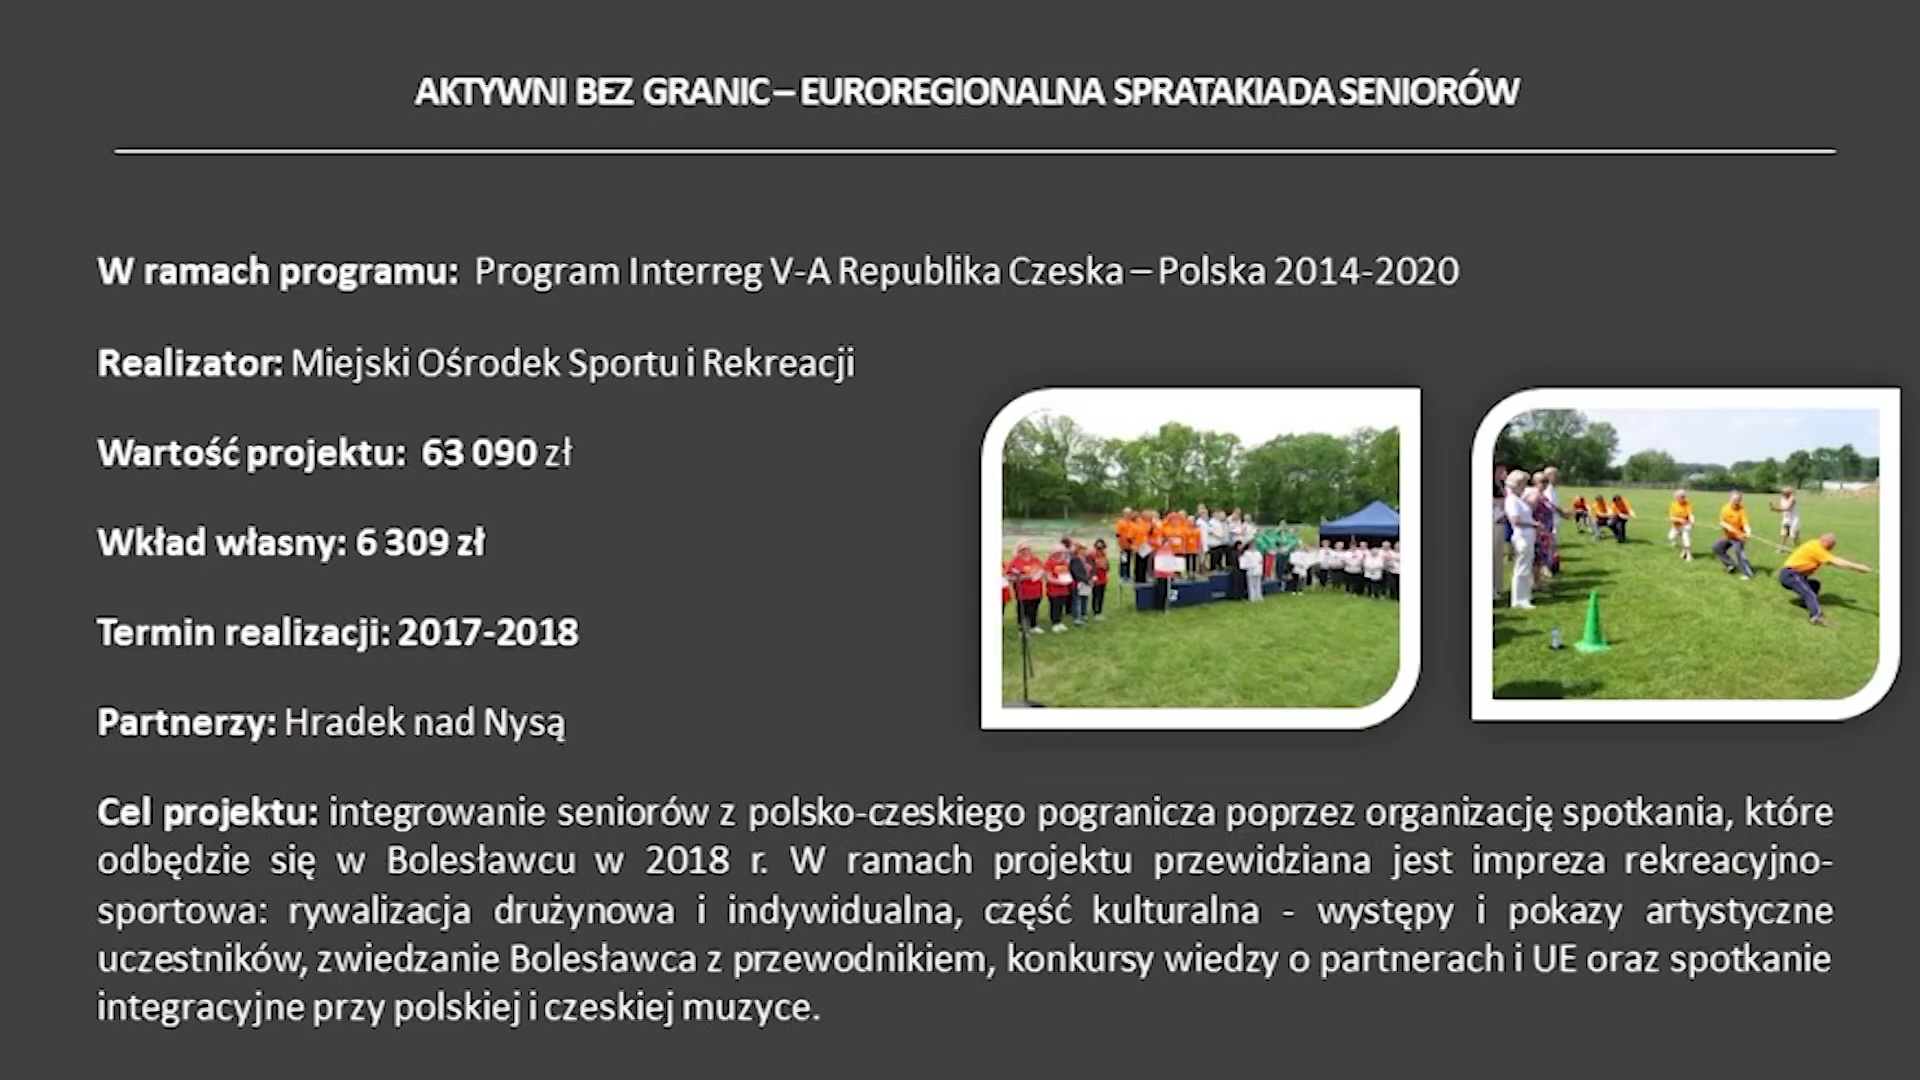 AKTYWNI BEZ GRANIC – EUROREGIONALNA SPRATAKIADA SENIORÓW
W ramach programu: Program Interreg V-A Republika Czeska – Polska 2014-2020
Realizator: Miejski Ośrodek Sportu i Rekreacji
Wartość projektu: 63 090 zł
Wkład własny: 6 309 zł
Termin realizacji: 2017-2018
Partnerzy: Hradek nad Nysą
Cel projektu: integrowanie seniorów z polsko-czeskiego pogranicza poprzez organizację spotkania, które
odbędzie się w Bolesławcu w 2018 r. W ramach projektu przewidziana jest impreza rekreacyjno-
sportowa: rywalizacja drużynowa i indywidualna, część kulturalna - występy i pokazy artystyczne
uczestników, zwiedzanie Bolesławca z przewodnikiem, konkursy wiedzy o partnerach i UE oraz spotkanie
integracyjne przy polskiej i czeskiej muzyce.